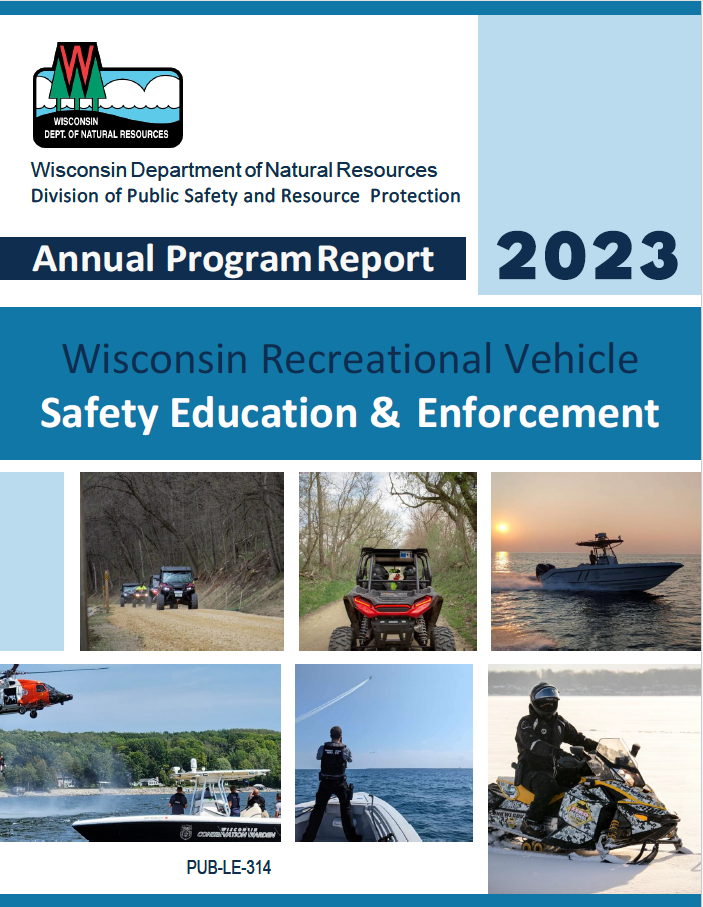 W
WISCONSIN
DEPT. OF NATURAL RESOURCES
Wisconsin Department of Natural Resources
Division of Public Safety and Resource Protection
Annual Program Report
2023
Wisconsin Recreational Vehicle
Safety Education & Enforcement
WISCONSIN
CONSERVATION WARDEN
PUB-LE-314